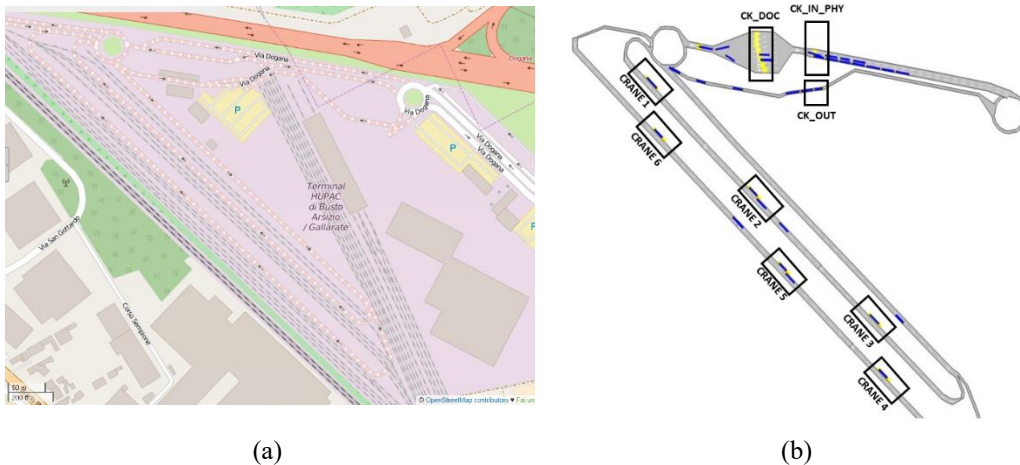 Via Dogana
Dogana
Via Dogana
P
Via Dogana
P
Via Dogana
Via Dogana
Terminal
HUPAC
di Busto
Arsizio
/ Gallarate
Via San Gottardo
Corso Sempione
200 ft
© OpenStreetMap contributors ♥
(a)
CK_DOC
CK_IN_PHY
CK_OUT
CRANE 1
CRANE 6
CRANE 2
CRANE 5
CRANE 3
CRANE 4
(b)